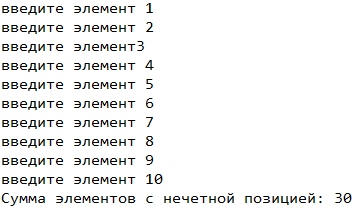 введите элемент 1
введите элемент 2
введите элемент3
введите элемент 4
введите элемент 5
введите элемент 6
введите элемент 7
введите элемент 8
введите элемент 9
введите элемент 10
Сумма элементов с нечетной позицией: 30